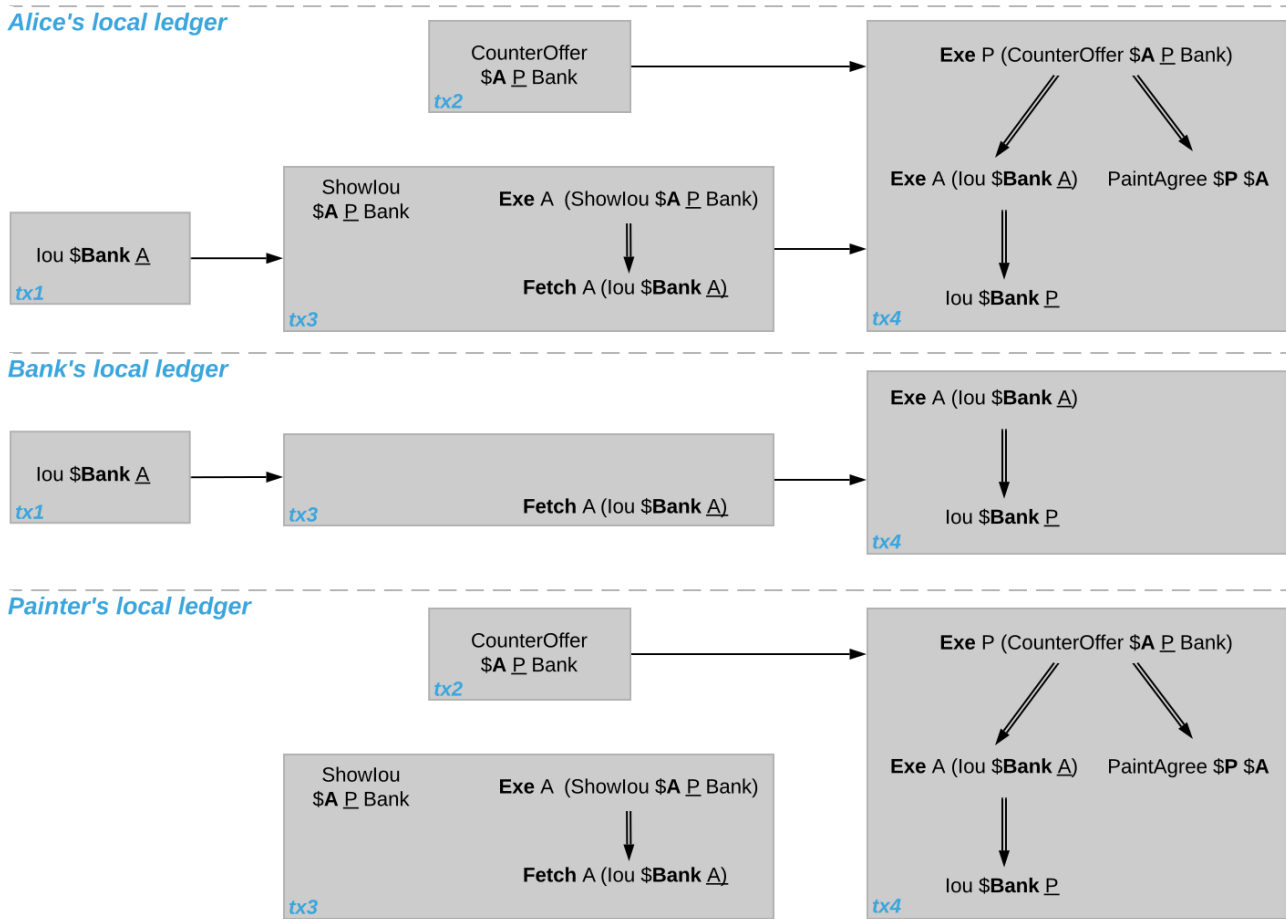 Alice's local ledger
CounterOffer
$A P Bank
tx2
Exe P (CounterOffer $A P Bank)
Exe A (Iou $Bank A)
PaintAgree $P $A
Iou $Bank P
tx4
ShowIou
$A P Bank
Exe A (ShowIou $A P Bank)
Fetch A (Iou $Bank A)
tx3
Iou $Bank A
tx1
Bank's local ledger
Iou $Bank A
tx1
Fetch A (Iou $Bank A)
tx3
Exe A (Iou $Bank A)
Iou $Bank P
tx4
Painter's local ledger
CounterOffer
$A P Bank
tx2
Exe P (CounterOffer $A P Bank)
Exe A (Iou $Bank A)
PaintAgree $P $A
Iou $Bank P
tx4
ShowIou
$A P Bank
Exe A (ShowIou $A P Bank)
Fetch A (Iou $Bank A)
tx3